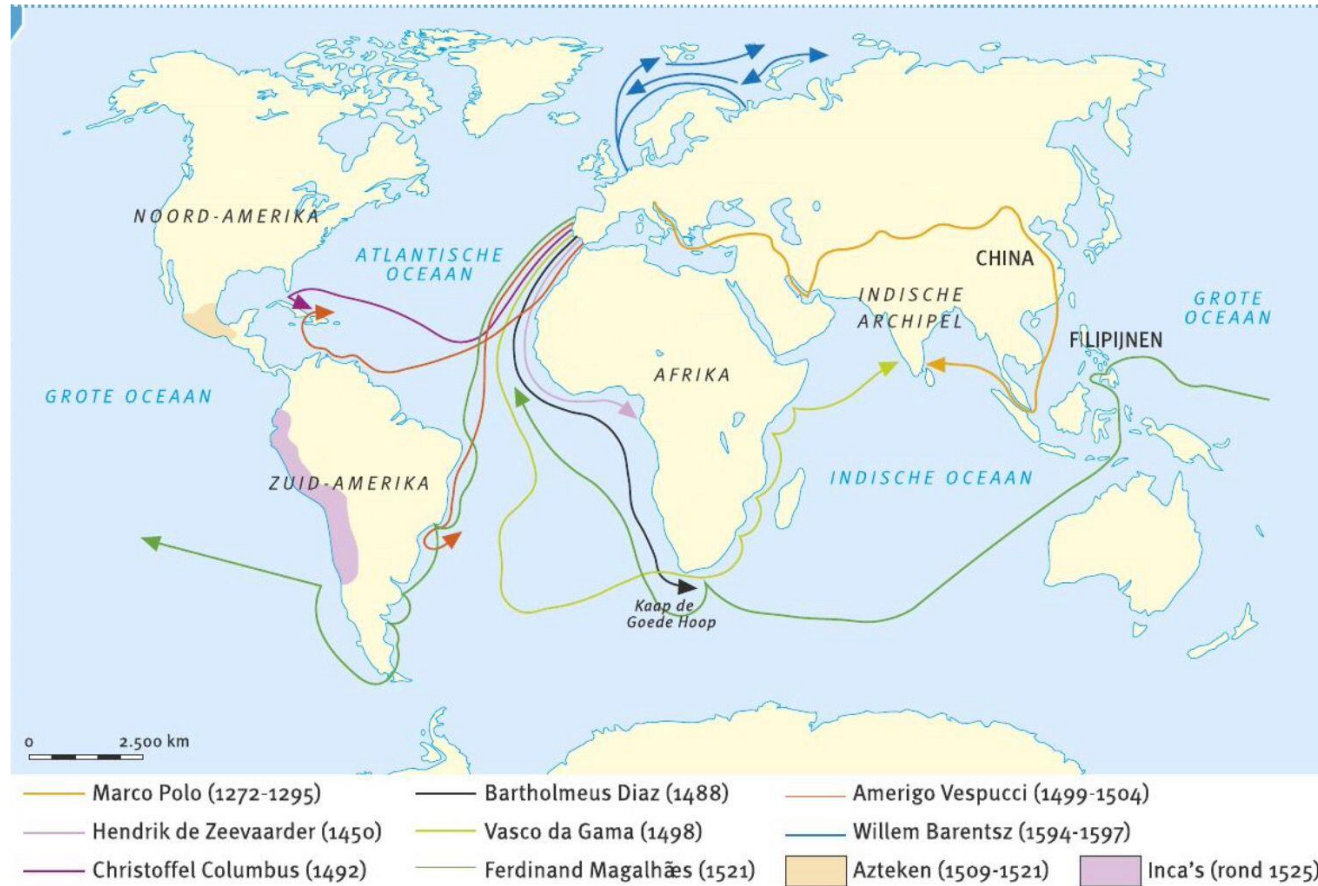 NOORD-AMERIKA
ATLANTISCHE
OCEAAN
CHINA
INDISCHE
ARCHIPEL
GROTE
OCEAAN
FILIPIJNEN
AFRIKA
GROTE OCEAAN
ZUID-AMERIKA
INDISCHE OCEAAN
Kaap de
Goede Hoop
0 2.500 km
Marco Polo (1272-1295)
Bartholmeus Diaz (1488)
Amerigo Vespucci (1499-1504)
Hendrik de Zeevaarder (1450)
Vasco da Gama (1498)
Willem Barentsz (1594-1597)
Christoffel Columbus (1492)
Ferdinand Magalhães (1521)
Azteken (1509-1521)
Inca's (rond 1525)